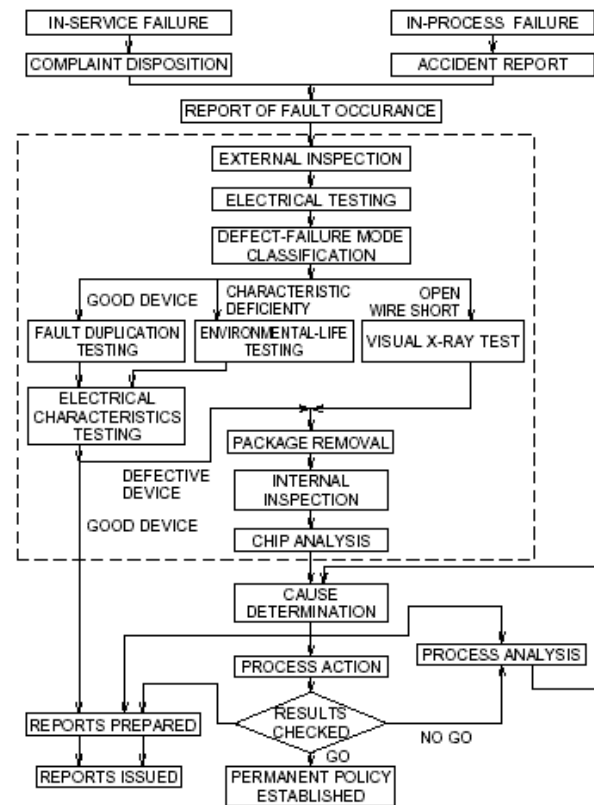 IN-SERVICE FAILURE
IN-PROCESS FAILURE
COMPLAINT DISPOSITION
ACCIDENT REPORT
REPORT OF FAULT OCCURANCE
EXTERNAL INSPECTION
ELECTRICAL TESTING
DEFECT-FAILURE MODE
CLASSIFICATION
GOOD DEVICE
CHARACTERISTIC
DEFICIENTY
OPEN
WIRE SHORT
FAULT DUPLICATION
TESTING
ENVIRONMENTAL-LIFE
TESTING
VISUAL X-RAY TEST
ELECTRICAL
CHARACTERISTICS
TESTING
PACKAGE REMOVAL
DEFECTIVE
DEVICE
INTERNAL
INSPECTION
GOOD DEVICE
CHIP ANALYSIS
CAUSE
DETERMINATION
PROCESS ACTION
PROCESS ANALYSIS
REPORTS PREPARED
RESULTS
CHECKED
NO GO
GO
REPORTS ISSUED
PERMANENT POLICY
ESTABLISHED